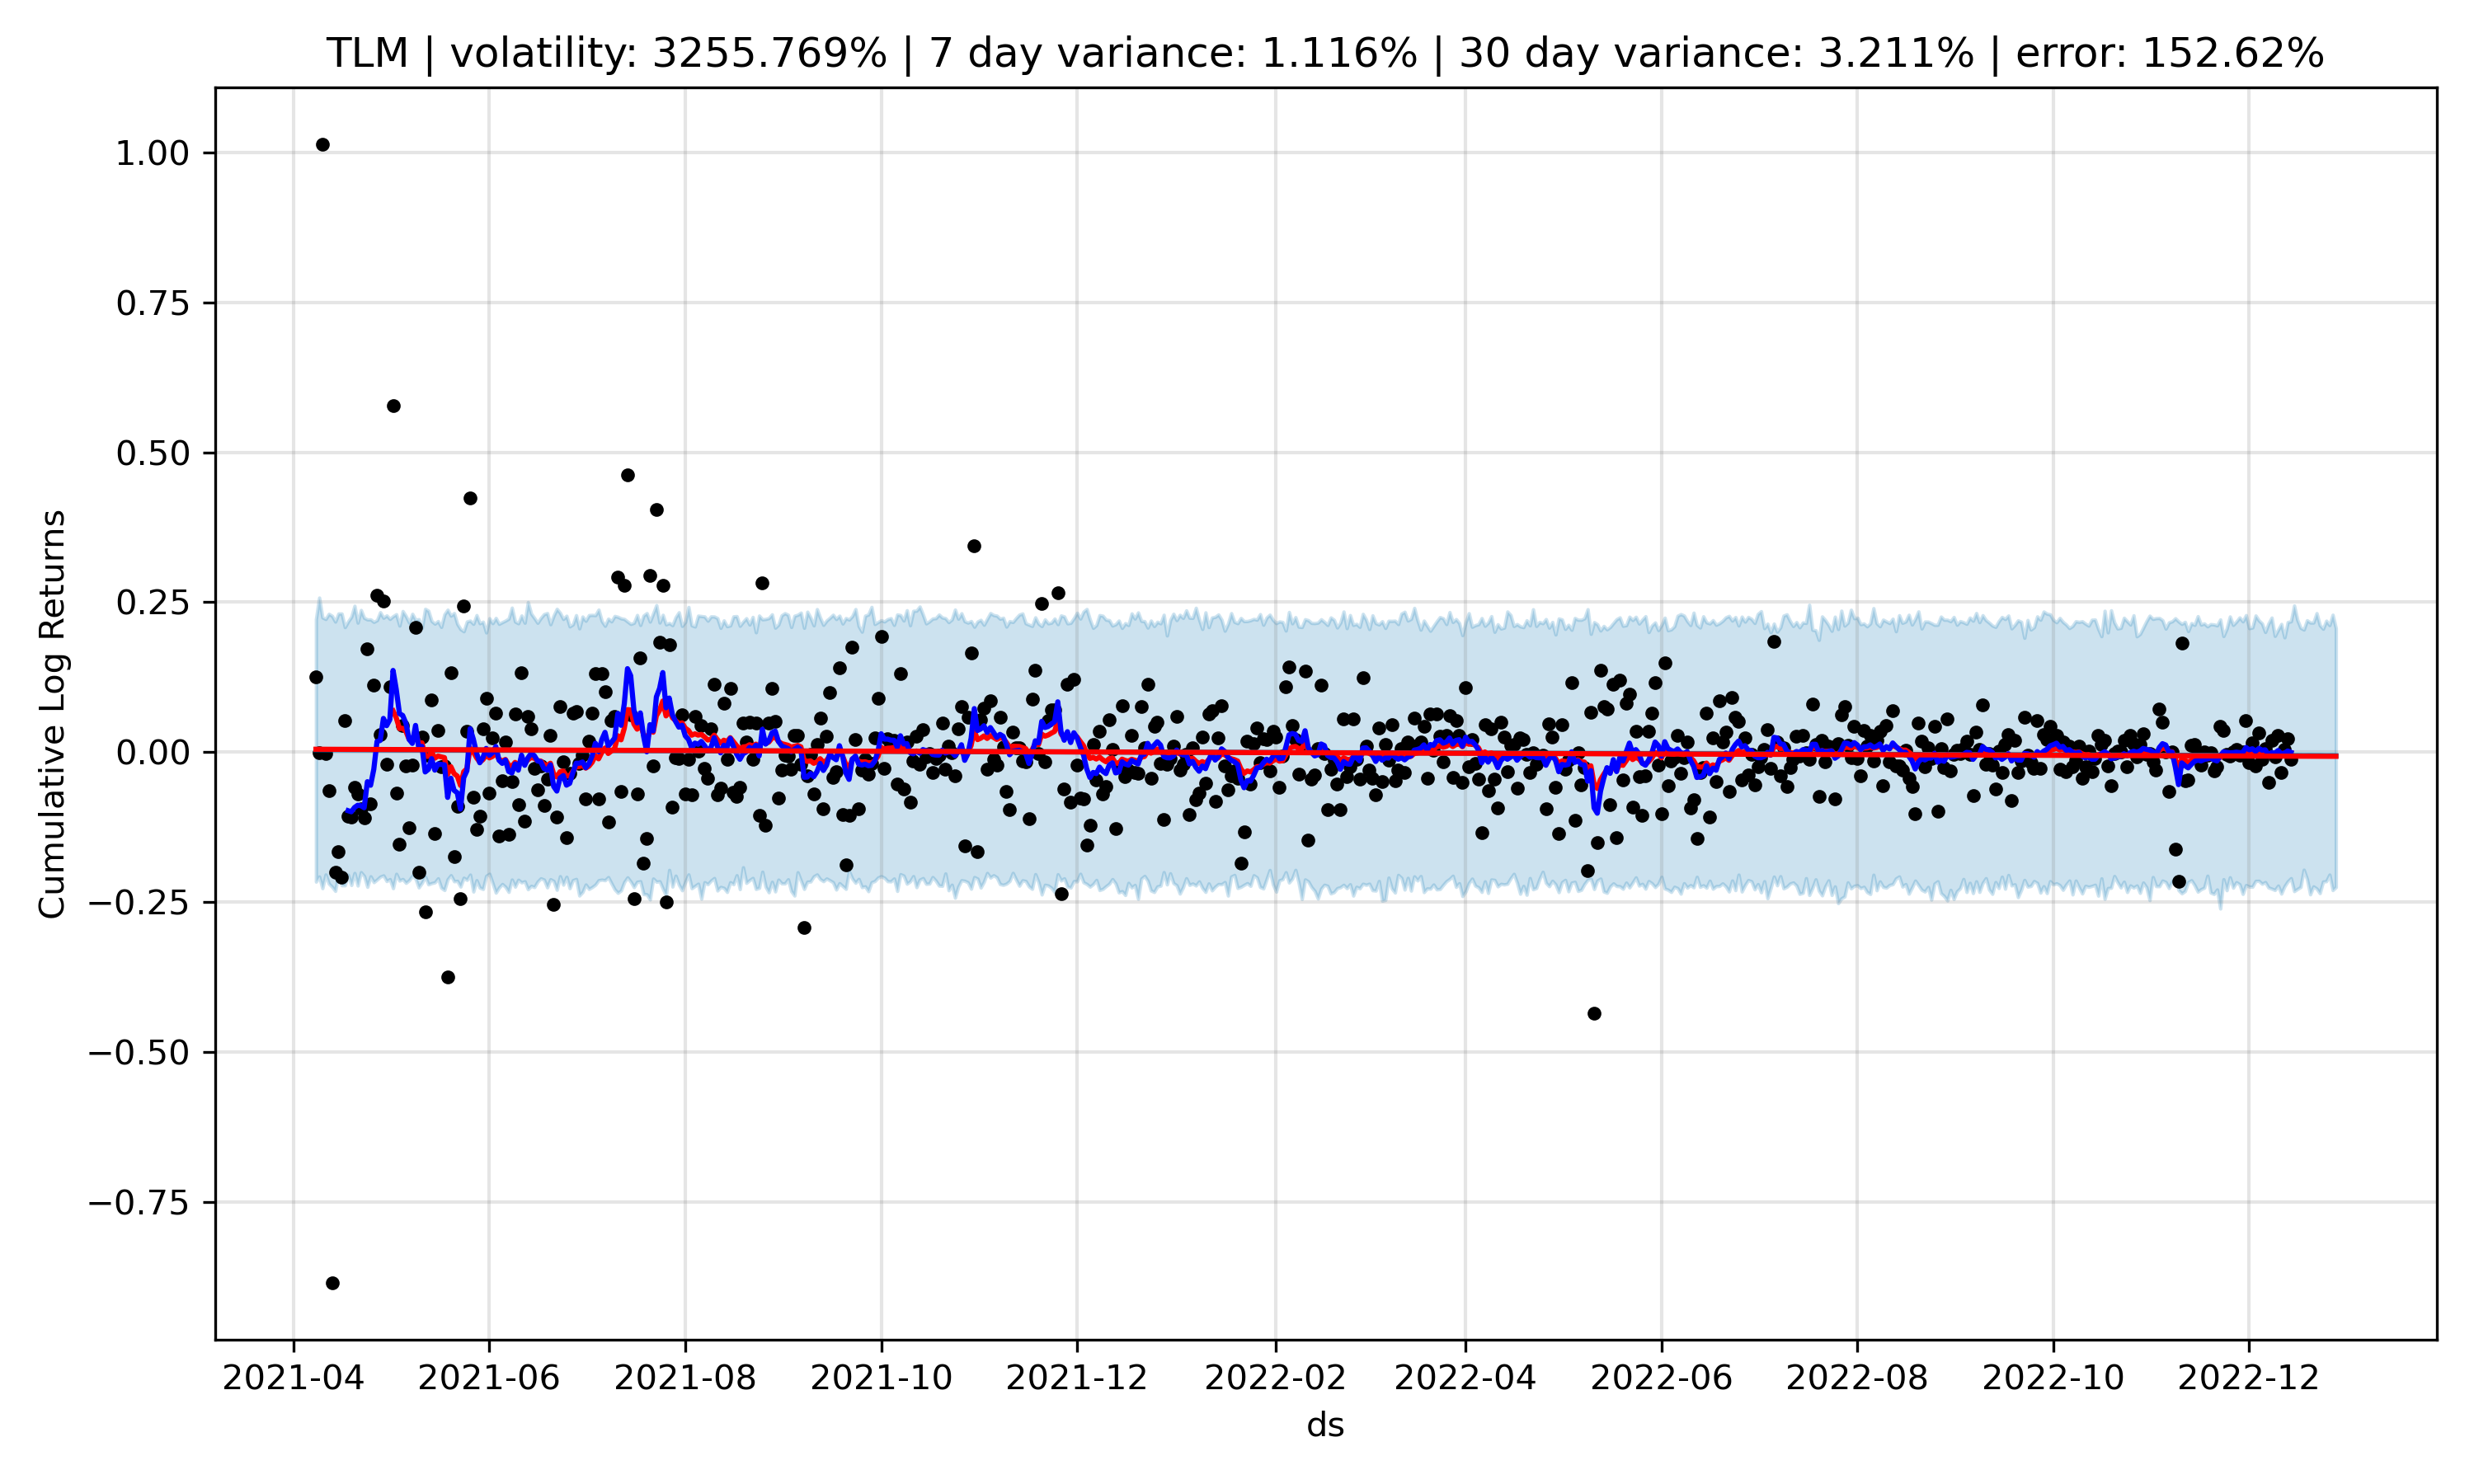 TLM | volatility: 3255.769% | 7 day variance: 1.116% | 30 day variance: 3.211% | error: 152.62%
1.00
0.75
0.50
0.25
0.00
−0.25
−0.50
−0.75
Cumulative Log Returns
2021-04 2021-06 2021-08 2021-10 2021-12 2022-02 2022-04 2022-06 2022-08 2022-10 2022-12
ds